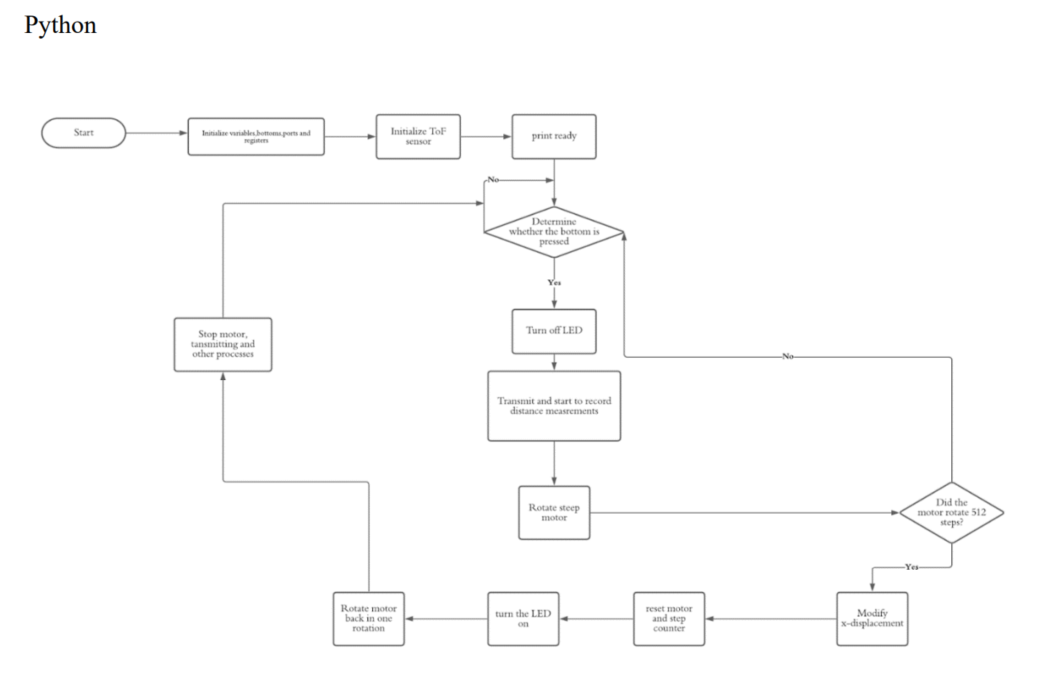 Python
Start
Initialize variables,bottoms,ports and
registers
Initialize ToF
sensor
print ready
No
Determine
whether the bottom is
pressed
Yes
Turn off LED
Stop motor,
tansmitting and
other processes
No
Transmit and start to record
distance measrements
Rotate steep
motor
Did the
motor rotate 512
steps?
Yes
Rotate motor
back in one
rotation
turn the LED
on
reset motor
and step
counter
Modify
x-displacement